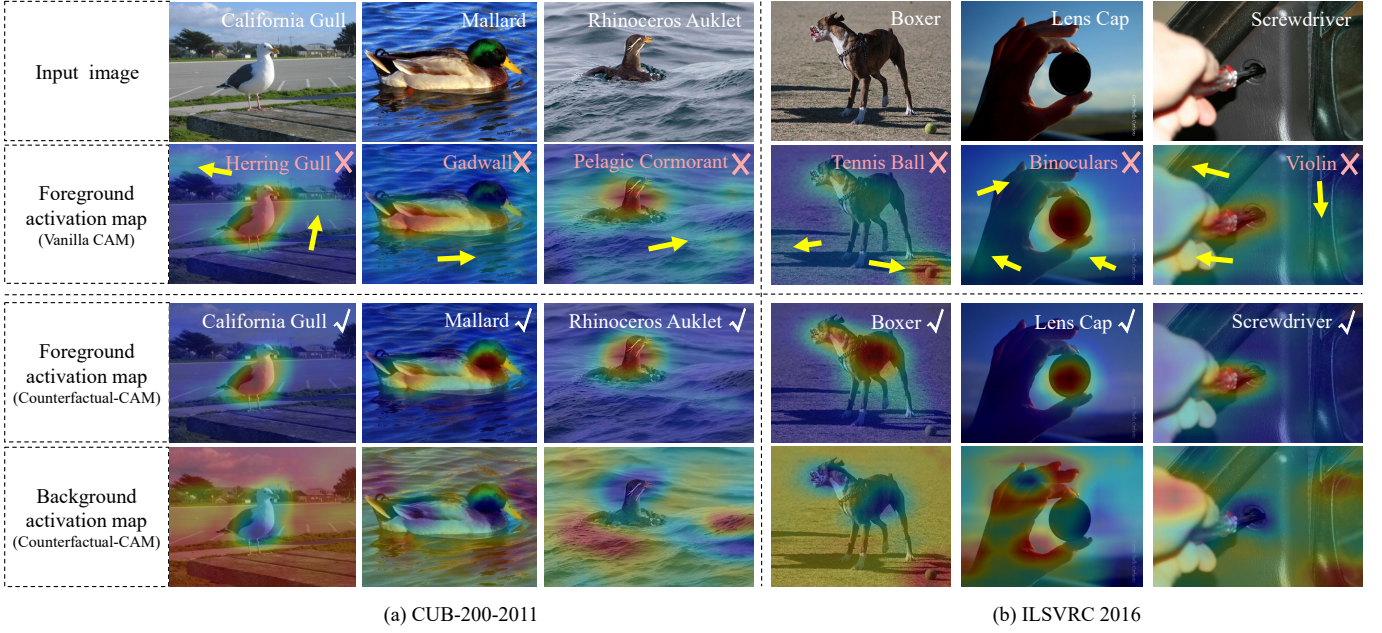 California Gull
Mallard
Rhinoceros Auklet
Boxer
Lens Cap
Screwdriver
Input image
Herring Gull
Gadwall
Pelagic Cormorant
Tennis Ball
Binoculars
Violin
Foreground
activation map
(Vanilla CAM)
California Gull
Mallard
Rhinoceros Auklet
Boxer
Lens Cap
Screwdriver
Foreground
activation map
(Counterfactual-CAM)
Background
activation map
(Counterfactual-CAM)
(a) CUB-200-2011
(b) ILSVRC 2016